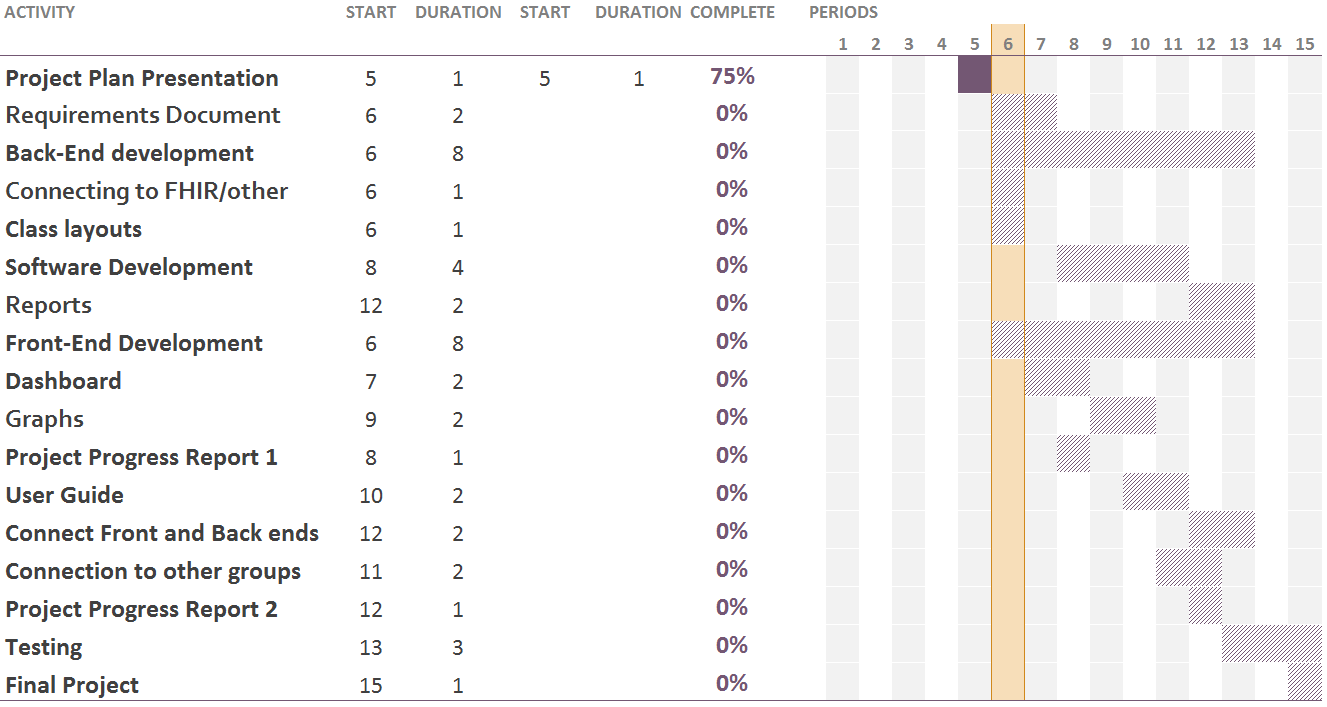 ACTIVITY START DURATION START DURATION COMPLETE PERIODS
1 2 3 4 5 6 7 8 9 10 11 12 13 14 15
Project Plan Presentation 5 1 5 1 75%
Requirements Document 6 2 0%
Back-End development 6 8 0%
Connecting to FHIR/other 6 1 0%
Class layouts 6 1 0%
Software Development 8 4 0%
Reports 12 2 0%
Front-End Development 6 8 0%
Dashboard 7 2 0%
Graphs 9 2 0%
Project Progress Report 1 8 1 0%
User Guide 10 2 0%
Connect Front and Back ends 12 2 0%
Connection to other groups 11 2 0%
Project Progress Report 2 12 1 0%
Testing 13 3 0%
Final Project 15 1 0%